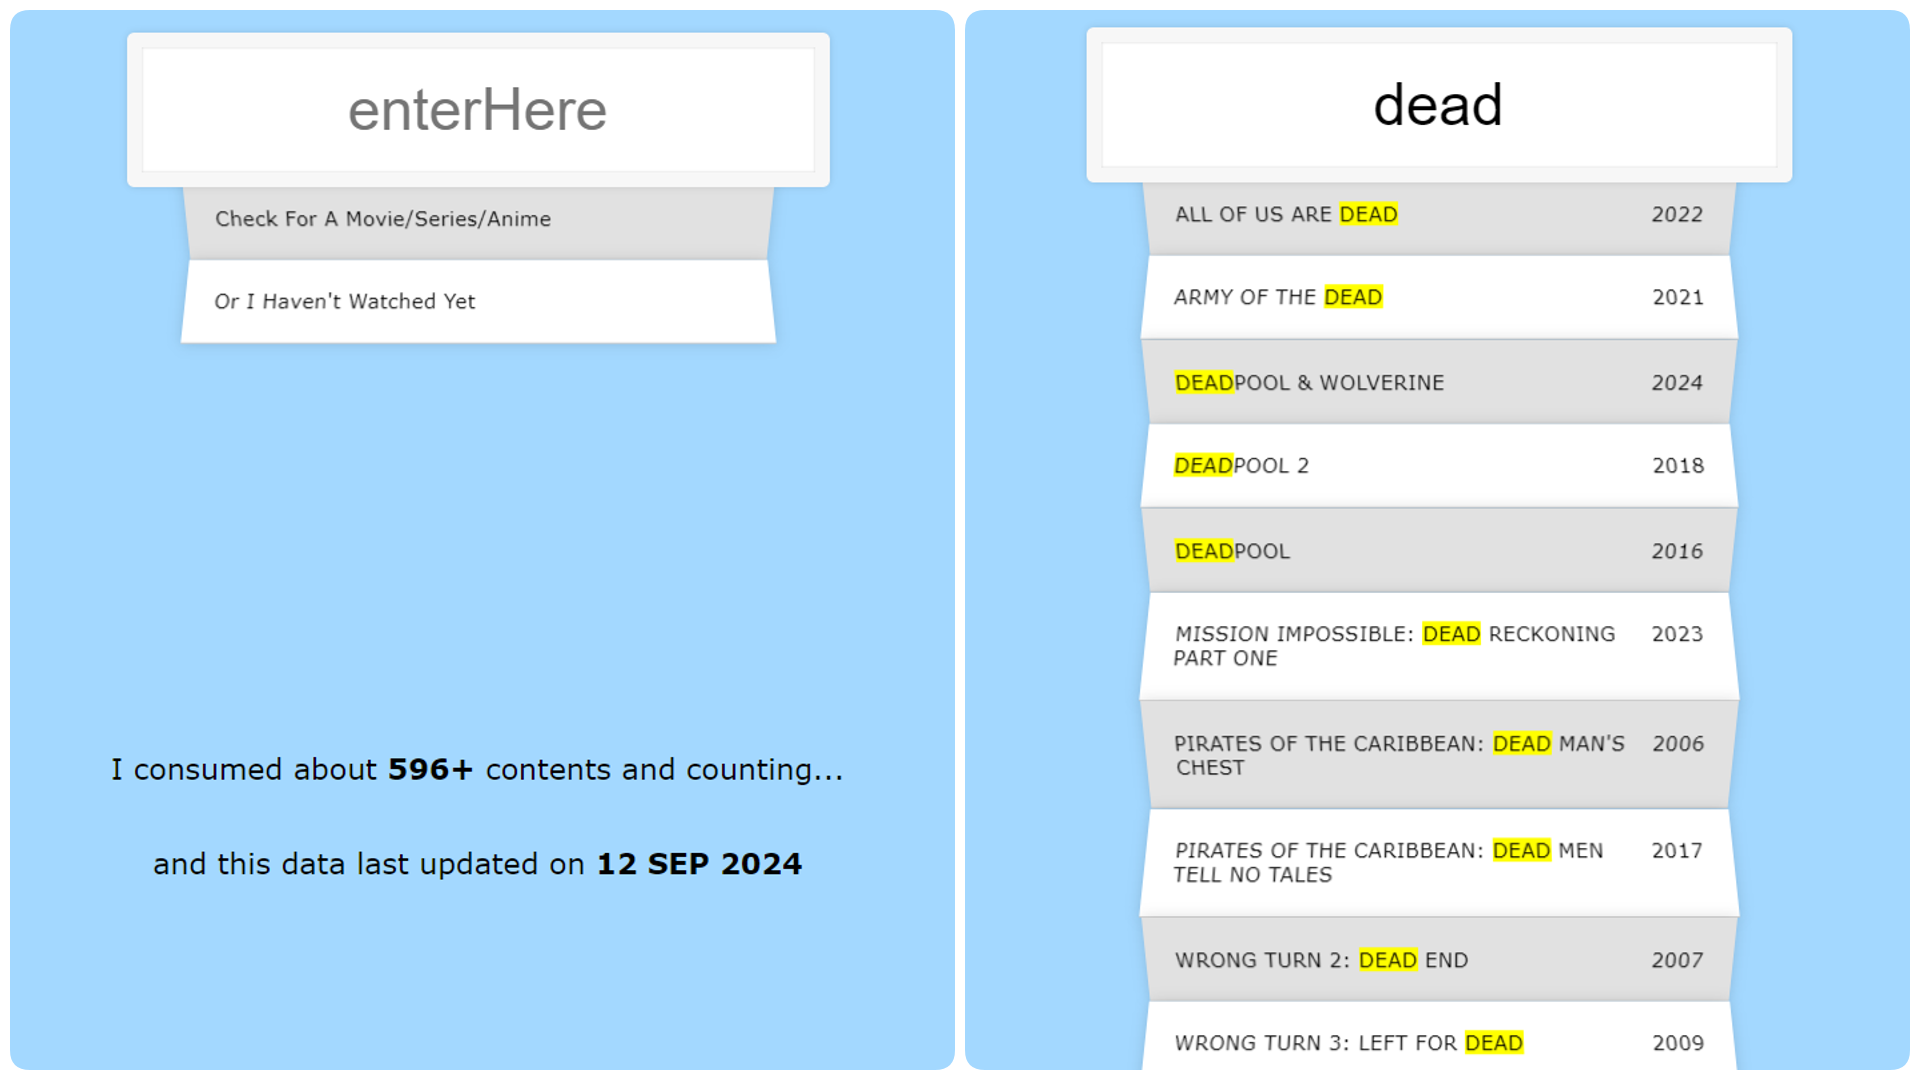 enterHere
Check For A Movie/Series/Anime
Or I Haven't Watched Yet
I consumed about 596+ contents and counting...
and this data last updated on 12 SEP 2024
dead
ALL OF US ARE DEAD 2022
ARMY OF THE DEAD 2021
DEADPOOL & WOLVERINE 2024
DEADPOOL 2 2018
DEADPOOL 2016
MISSION IMPOSSIBLE: DEAD RECKONING 2023
PART ONE
PIRATES OF THE CARIBBEAN: DEAD MAN'S 2006
CHEST
PIRATES OF THE CARIBBEAN: DEAD MEN 2017
TELL NO TALES
WRONG TURN 2: DEAD END 2007
WRONG TURN 3: LEFT FOR DEAD 2009